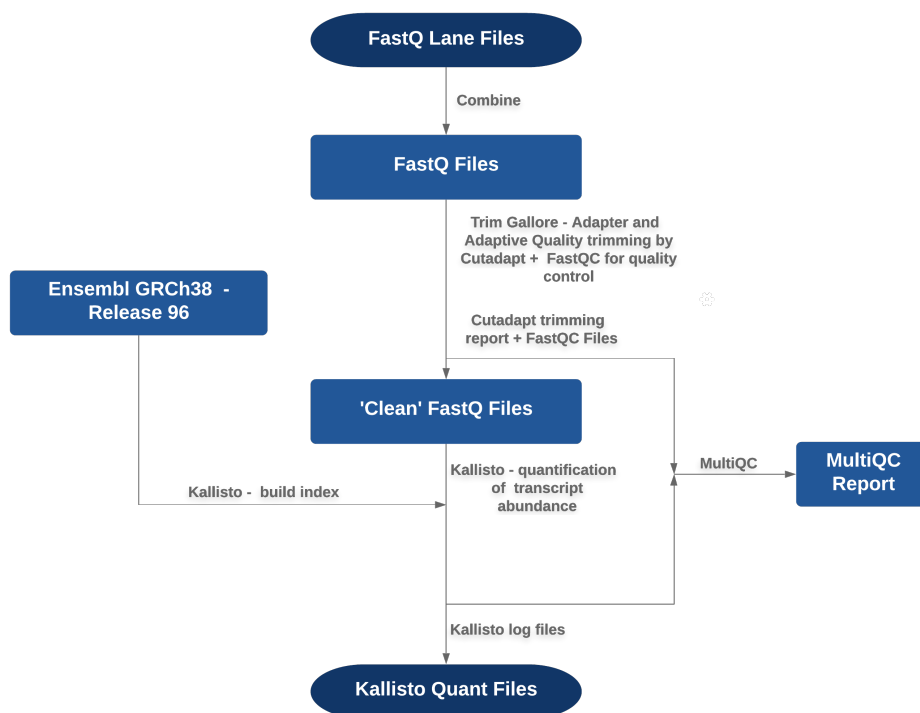 FastQ Lane Files
Combine
FastQ Files
Trim Gallore - Adapter and
Adaptive Quality trimming by
Cutadapt +  FastQC for quality
control
Ensembl GRCh38  -
Release 96
Cutadapt trimming
report + FastQC Files
'Clean' FastQ Files
Kallisto - quantification
of  transcript
abundance
MultiQC
MultiQC
Report
Kallisto -  build index
Kallisto log files
Kallisto Quant Files